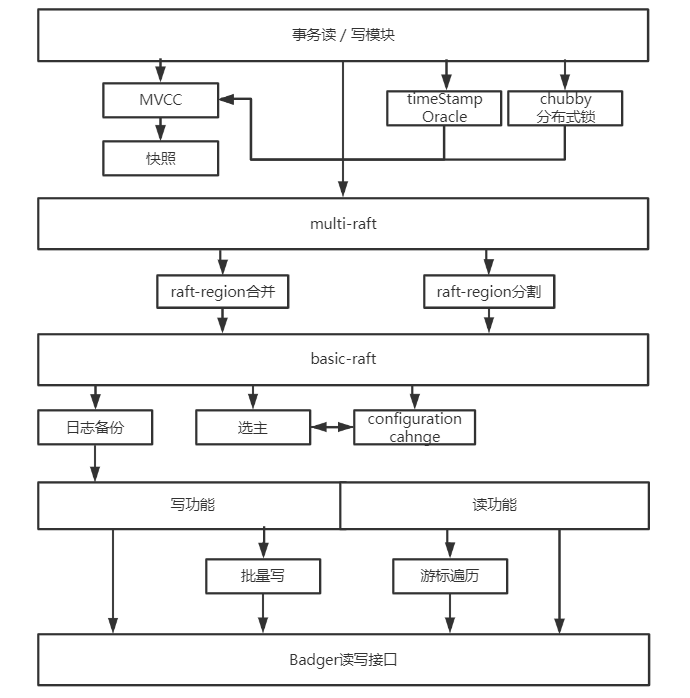 事务读 / 写模块
MVCC
timeStamp
Oracle
chubby
分布式锁
快照
multi-raft
raft-region合并
raft-region分割
basic-raft
日志备份
选主
configuration
cahnge
写功能
读功能
批量写
游标遍历
Badger读写接口